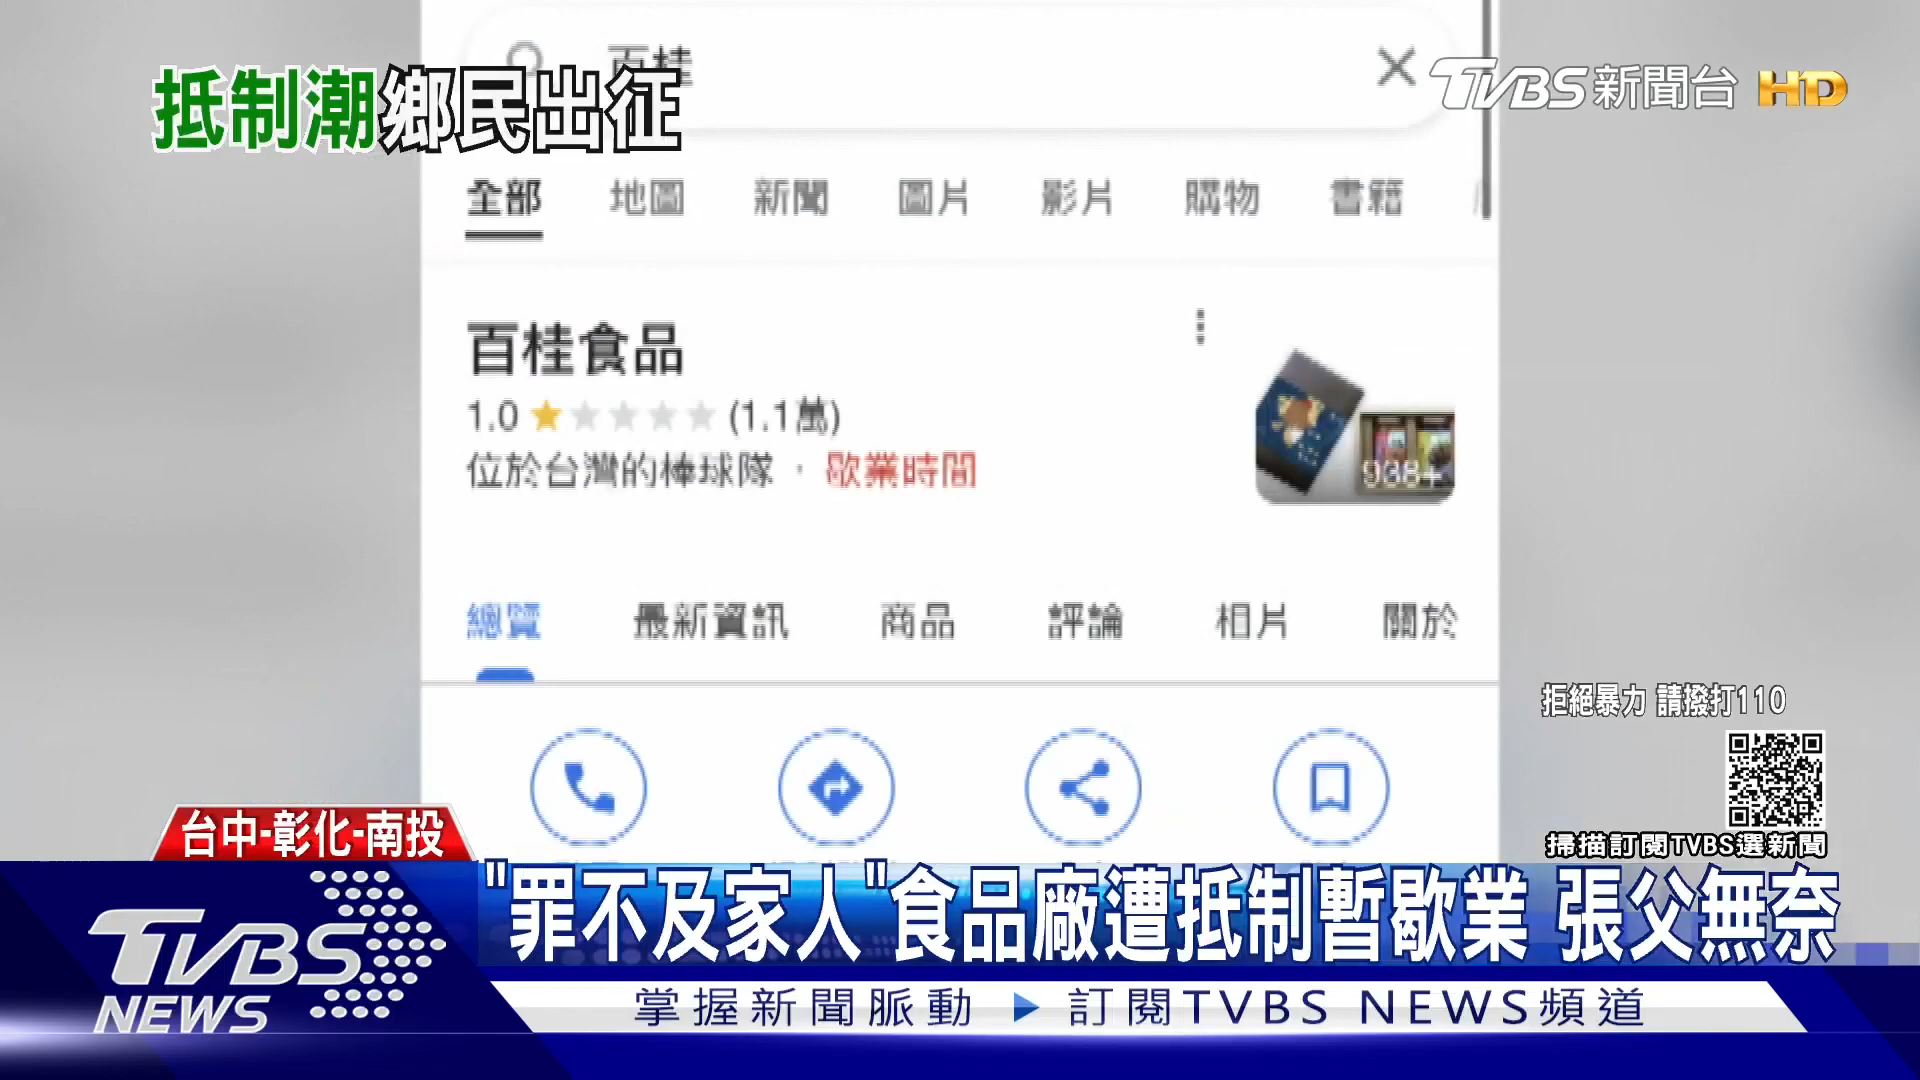 抵制潮鄉民出征
百桂
TVBS新聞台 HD
全部 地圖 新聞 圖片 影片 購物 書籍
百桂食品
1.0 (1.1萬)
位於台灣的棒球隊 · 歇業時間
938+
總覽 最新資訊 商品 評論 相片 關於
拒絕暴力 請撥打110
掃描訂閱TVBS選新聞
台中-彰化-南投
"罪不及家人"食品廠遭抵制暫歇業 張父無奈
TVBS NEWS
掌握新聞脈動 ▶ 訂閱TVBS NEWS頻道